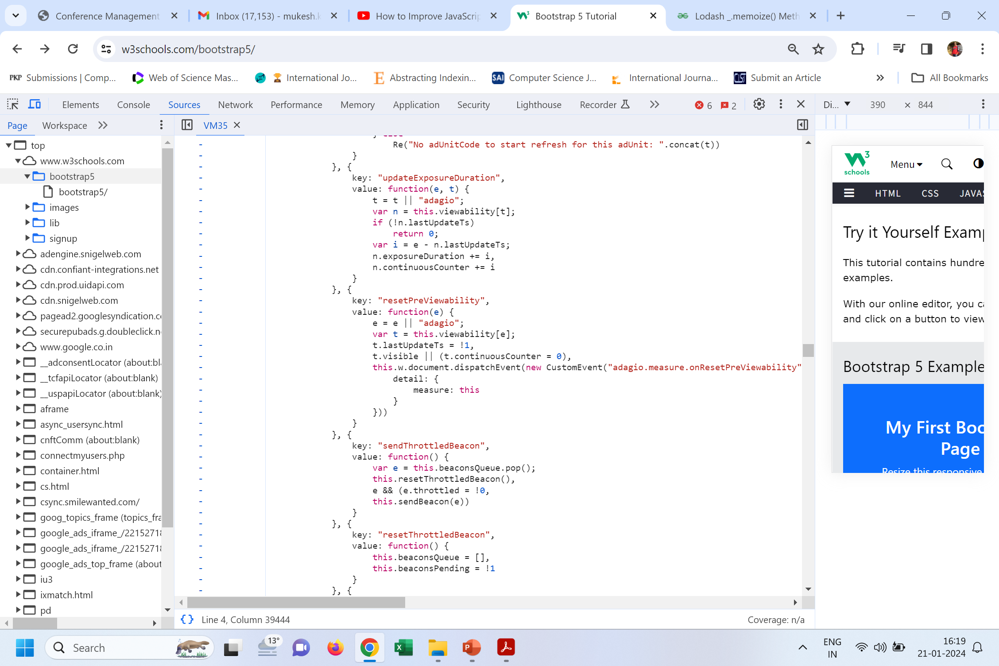 Conference Management
Inbox (17,153) - mukesh.k
How to Improve JavaScrip
Bootstrap 5 Tutorial
Lodash _.memoize() Meth
w3schools.com/bootstrap5/
PKP Submissions | Comp...
Web of Science Mas...
International Jo...
E Abstracting Indexin...
SAI Computer Science J...
International Journa...
Submit an Article
All Bookmarks
Elements Console Sources Network Performance Memory Application Security Lighthouse Recorder 6 2
Di... 390 × 844
Page Workspace
VM35
top
www.w3schools.com
bootstrap5
bootstrap5/
images
lib
signup
adengine.snigelweb.com
cdn.confiant-integrations.net
cdn.prod.uidapi.com
cdn.snigelweb.com
pagead2.googlesyndication.c
securepubads.g.doubleclick.n
www.google.co.in
__adconsentLocator (about:bl
__tcfapiLocator (about:blank)
__uspapiLocator (about:blank)
aframe
async_usersync.html
cnftComm (about:blank)
connectmyusers.php
container.html
cs.html
csync.smilewanted.com/
goog_topics_frame (topics_fra
google_ads_iframe_/2215271
google_ads_iframe_/2215271
google_ads_top_frame (about
iu3
ixmatch.html
pd
Re("No adUnitCode to start refresh for this adUnit: ".concat(t))
}
}, {
key: "updateExposureDuration",
value: function(e, t) {
t = t || "adagio";
var n = this.viewability[t];
if (!n.lastUpdateTs)
return 0;
var i = e - n.lastUpdateTs;
n.exposureDuration += i,
n.continuousCounter += i
}
}, {
key: "resetPreViewability",
value: function(e) {
e = e || "adagio";
var t = this.viewability[e];
t.lastUpdateTs = !1,
t.visible || (t.continuousCounter = 0),
this.w.document.dispatchEvent(new CustomEvent("adagio.measure.onResetPreViewability"
detail: {
measure: this
}
}))
}
}, {
key: "sendThrottledBeacon",
value: function() {
var e = this.beaconsQueue.pop();
this.resetThrottledBeacon(),
e && (e.throttled = !0,
this.sendBeacon(e))
}
}, {
key: "resetThrottledBeacon",
value: function() {
this.beaconsQueue = [],
this.beaconsPending = !1
}
}, {
{} Line 4, Column 39444
Coverage: n/a
W3 schools
Menu
HTML CSS JAVAS
Try it Yourself Examp
This tutorial contains hundre
examples.
With our online editor, you ca
and click on a button to view
Bootstrap 5 Example
My First Boo
Page
Resize this responsive
Search
13°
ENG
IN
16:19
21-01-2024